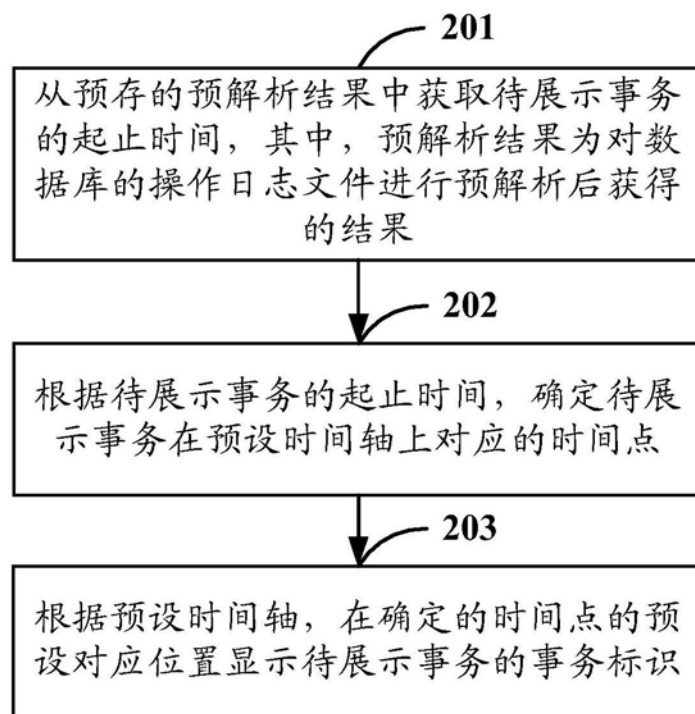 201
从预存的预解析结果中获取待展示事务
的起止时间，其中，预解析结果为对数
据库的操作日志文件进行预解析后获得
的结果
202
根据待展示事务的起止时间，确定待展
示事务在预设时间轴上对应的时间点
203
根据预设时间轴，在确定的时间点的预
设对应位置显示待展示事务的事务标识